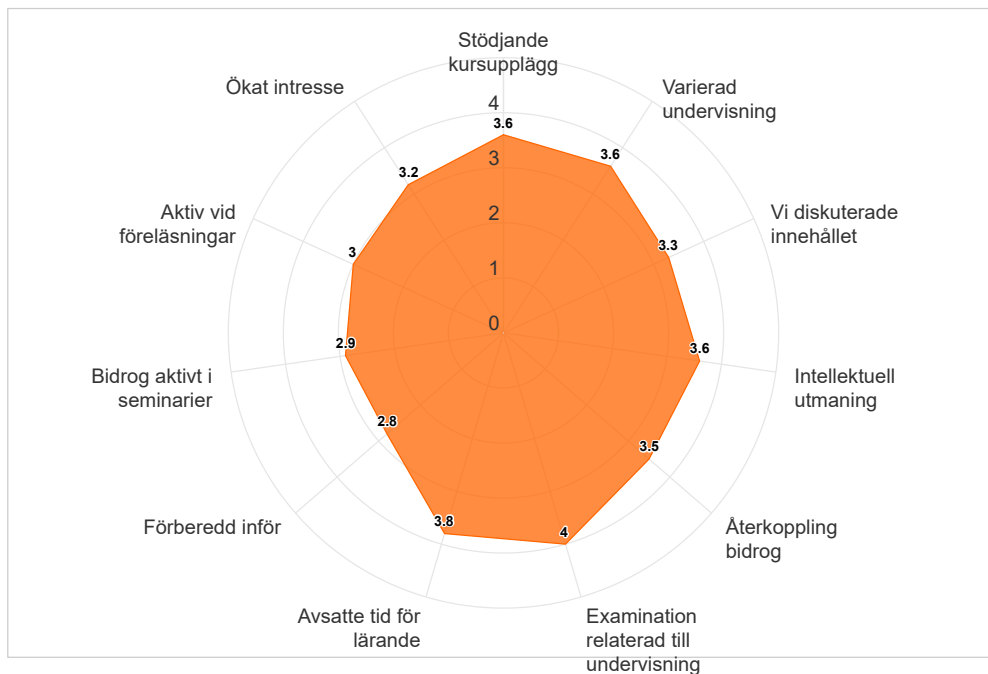 Stödjande
kursupplägg
Ökat intresse
Varierad
undervisning
4
3.6
3.6
3
3.2
Aktiv vid
föreläsningar
Vi diskuterade
innehållet
3
3.3
2
1
0
2.9
3.6
Bidrog aktivt i
seminarier
Intellektuell
utmaning
2.8
3.5
Förberedd inför
Återkoppling
bidrog
3.8
4
Avsatte tid för
lärande
Examination
relaterad till
undervisning